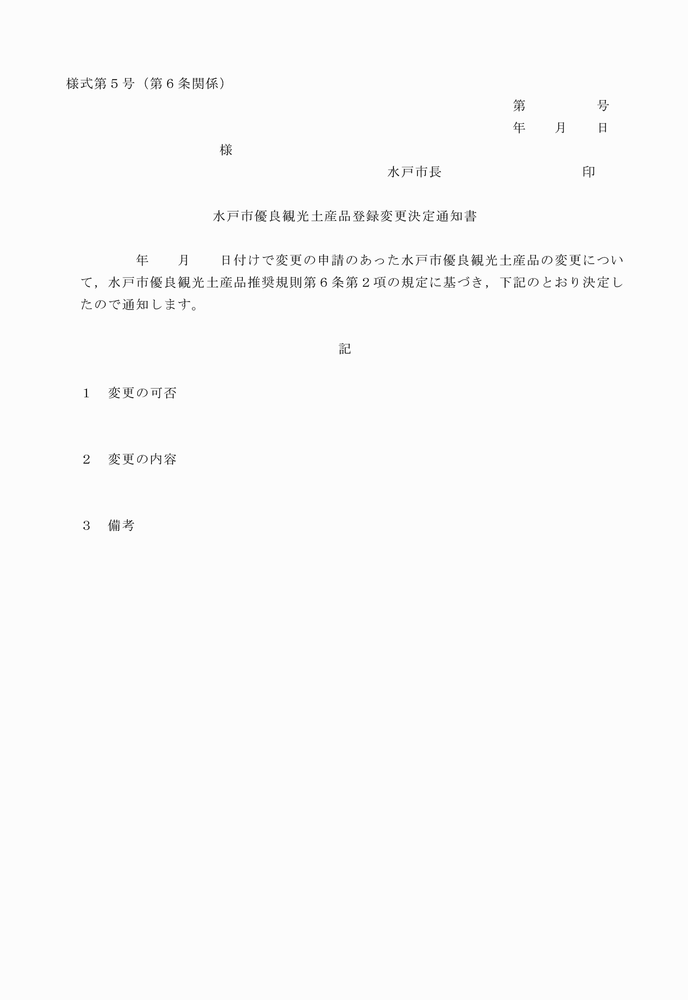 様式第５号（第６条関係）
第　　　　　号
年　　月　　日
様
水戸市長　　　　　　　　　　印
水戸市優良観光土産品登録変更決定通知書
年　　月　　日付けで変更の申請のあった水戸市優良観光土産品の変更につい
て，水戸市優良観光土産品推奨規則第６条第２項の規定に基づき，下記のとおり決定し
たので通知します。
記
１　変更の可否
２　変更の内容
３　備考